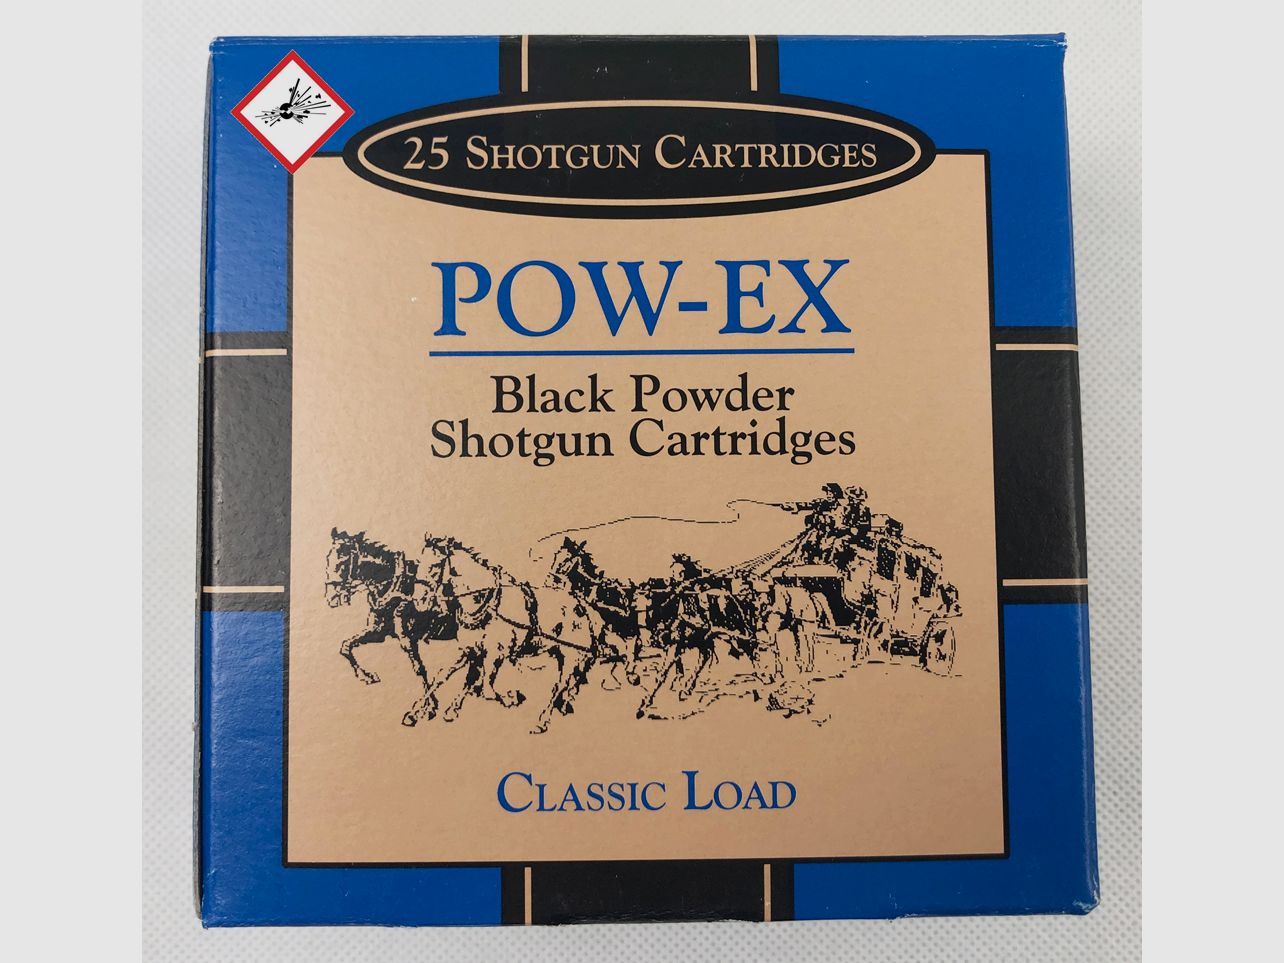 25 Shotgun Cartridges
POW-EX
Black Powder
Shotgun Cartridges
Classic Load